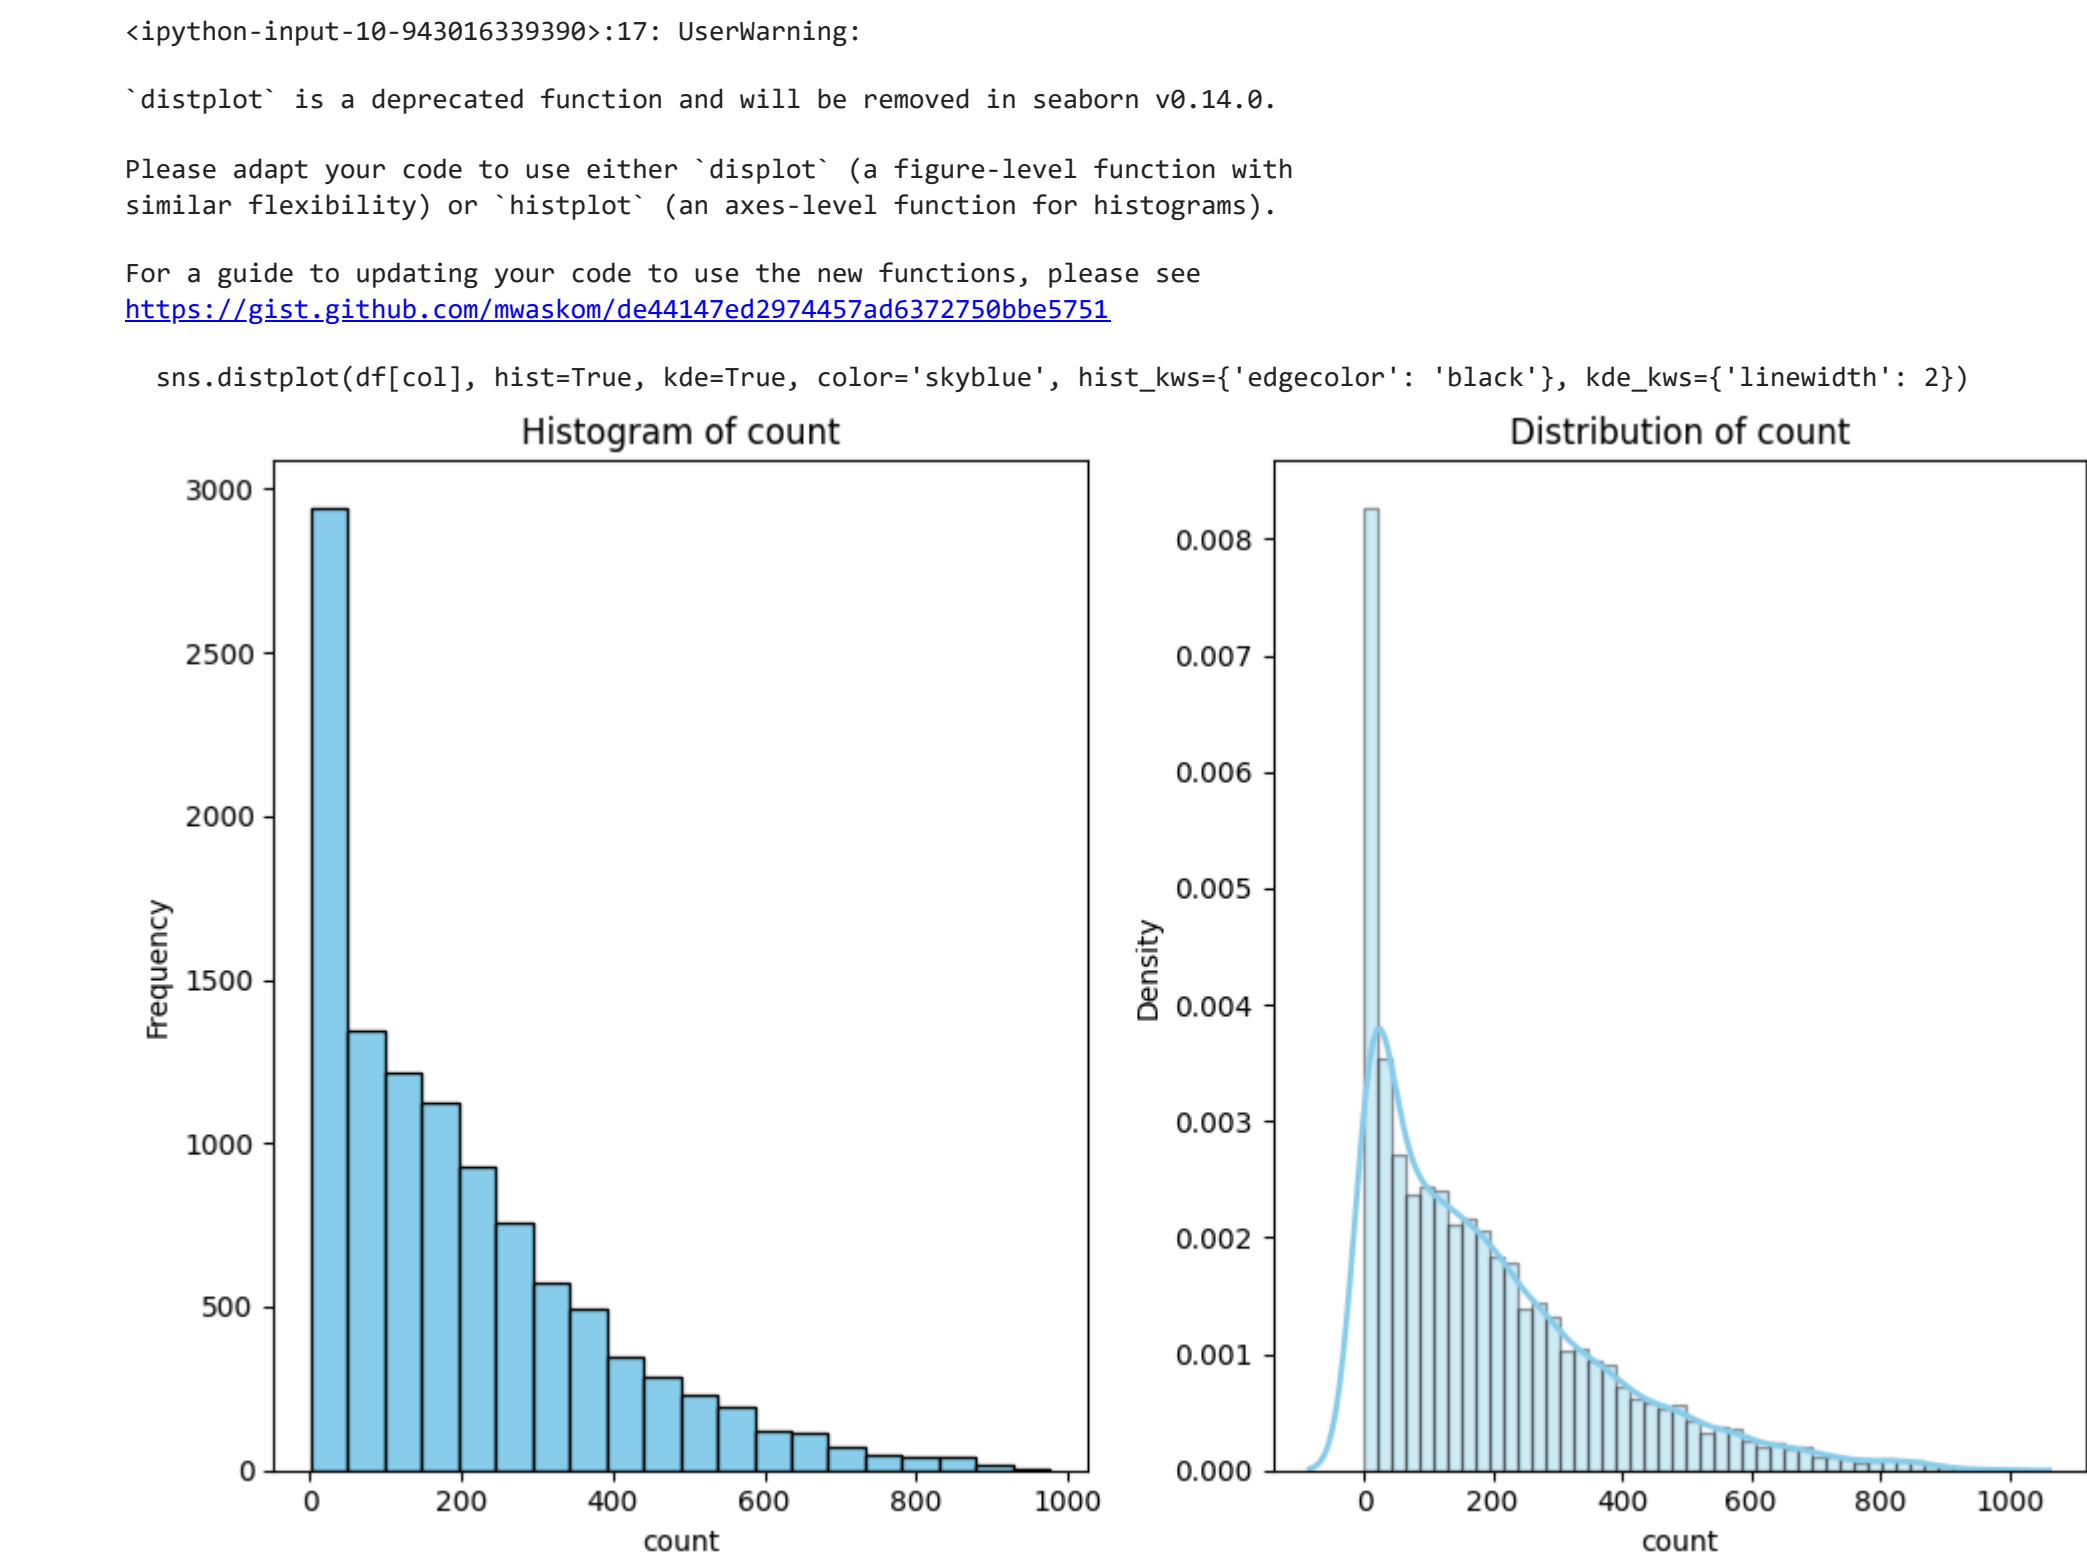 <ipython-input-10-943016339390>:17: UserWarning:
`distplot` is a deprecated function and will be removed in seaborn v0.14.0.
Please adapt your code to use either `displot` (a figure-level function with
similar flexibility) or `histplot` (an axes-level function for histograms).
For a guide to updating your code to use the new functions, please see
https://gist.github.com/mwaskom/de44147ed2974457ad6372750bbe5751
sns.distplot(df[col], hist=True, kde=True, color='skyblue', hist_kws={'edgecolor': 'black'}, kde_kws={'linewidth': 2})
Histogram of count
3000
2500
2000
1500
1000
500
0
Frequency
0 200 400 600 800 1000
count
Distribution of count
0.008
0.007
0.006
0.005
0.004
0.003
0.002
0.001
0.000
Density
0 200 400 600 800 1000
count